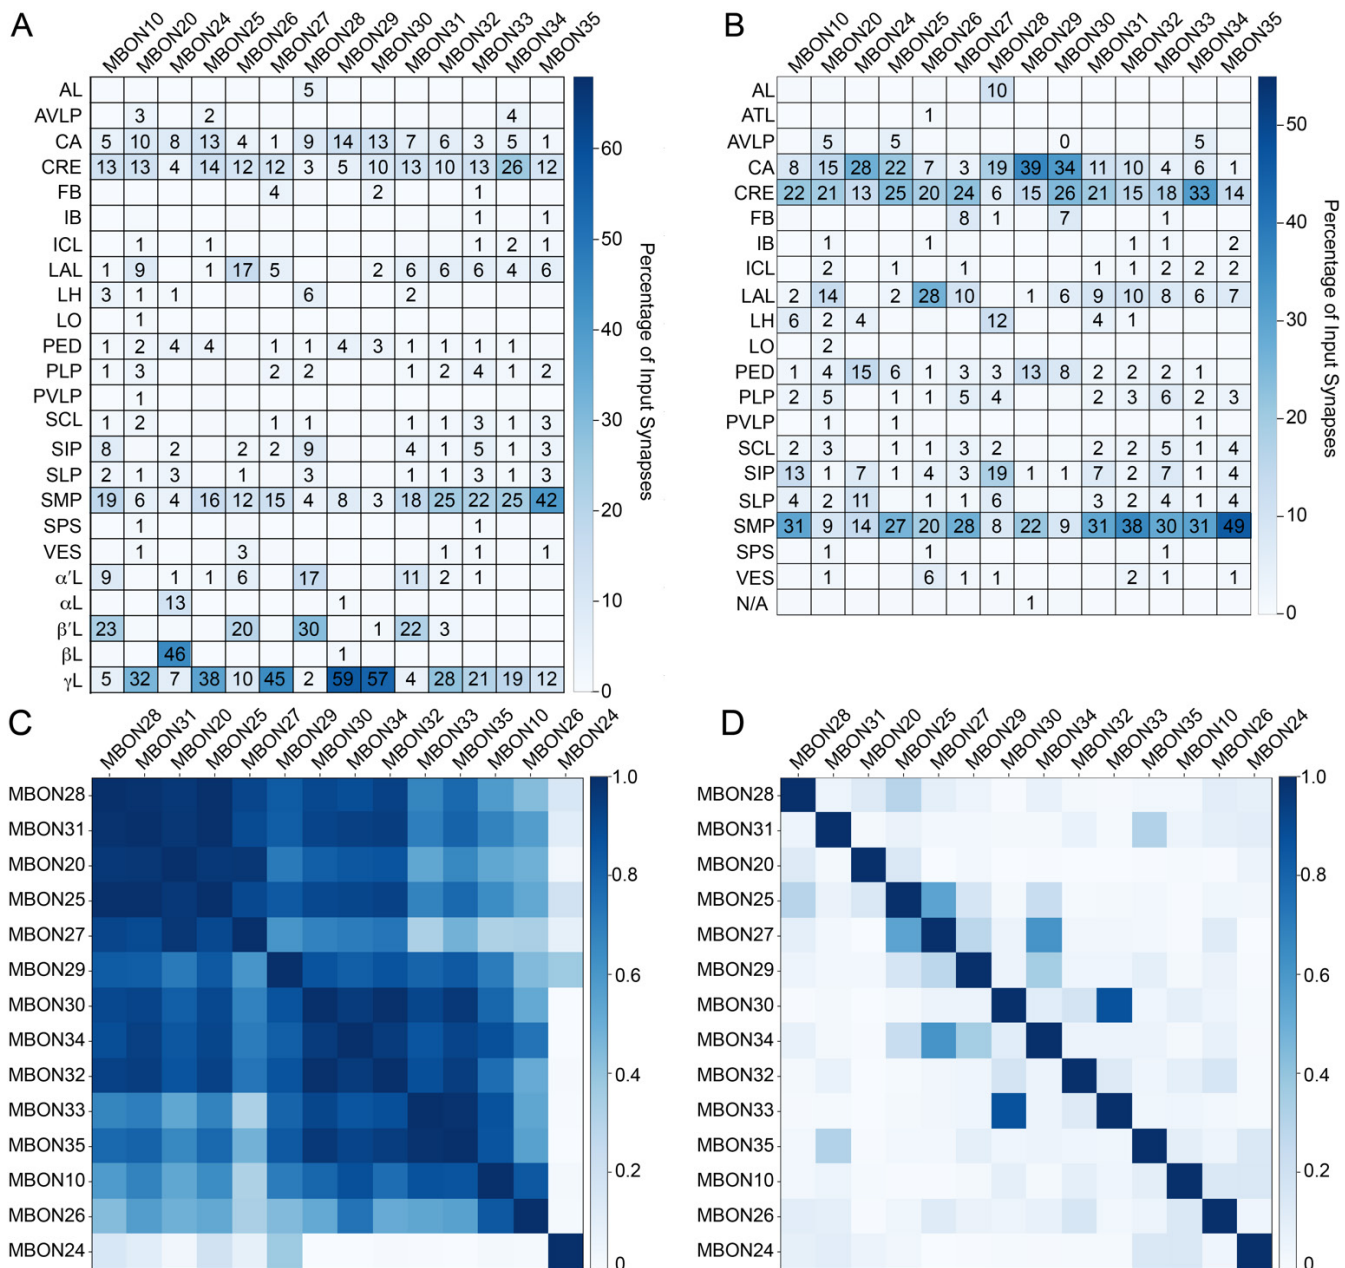 A
MBON10 MBON20 MBON24 MBON25 MBON26 MBON27 MBON28 MBON29 MBON30 MBON31 MBON32 MBON33 MBON34 MBON35
AL 5
AVLP 3 2 4
CA 5 10 8 13 4 1 9 14 13 7 6 3 5 1
CRE 13 13 4 14 12 12 3 5 10 13 10 13 26 12
FB 4 2 1
IB 1 1
ICL 1 1 1 2 1
LAL 1 9 1 17 5 2 6 6 6 4 6
LH 3 1 1 6 2
LO 1
PED 1 2 4 4 1 1 4 3 1 1 1 1
PLP 1 3 2 2 1 2 4 1 2
PVLP 1
SCL 1 2 1 1 1 1 3 1 3
SIP 8 2 2 2 9 4 1 5 1 3
SLP 2 1 3 1 3 1 1 3 1 3
SMP 19 6 4 16 12 15 4 8 3 18 25 22 25 42
SPS 1 1
VES 1 3 1 1 1
α'L 9 1 1 6 17 11 2 1
αL 13 1
β'L 23 20 30 1 22 3
βL 46 1
γL 5 32 7 38 10 45 2 59 57 4 28 21 19 12
60
50
40
30
20
10
0
Percentage of Input Synapses
B
MBON10 MBON20 MBON24 MBON25 MBON26 MBON27 MBON28 MBON29 MBON30 MBON31 MBON32 MBON33 MBON34 MBON35
AL 10
ATL 1
AVLP 5 5 0 5
CA 8 15 28 22 7 3 19 39 34 11 10 4 6 1
CRE 22 21 13 25 20 24 6 15 26 21 15 18 33 14
FB 8 1 7 1
IB 1 1 1 1 2
ICL 2 1 1 1 1 2 2 2
LAL 2 14 2 28 10 1 6 9 10 8 6 7
LH 6 2 4 12 4 1
LO 2
PED 1 4 15 6 1 3 3 13 8 2 2 2 1
PLP 2 5 1 1 5 4 2 3 6 2 3
PVLP 1 1 1
SCL 2 3 1 1 3 2 2 2 5 1 4
SIP 13 1 7 1 4 3 19 1 1 7 2 7 1 4
SLP 4 2 11 1 1 6 3 2 4 1 4
SMP 31 9 14 27 20 28 8 22 9 31 38 30 31 49
SPS 1 1 1
VES 1 6 1 1 2 1 1
N/A 1
50
40
30
20
10
0
Percentage of Input Synapses
C
MBON28 MBON31 MBON20 MBON25 MBON27 MBON29 MBON30 MBON34 MBON32 MBON33 MBON35 MBON10 MBON26 MBON24
MBON28
MBON31
MBON20
MBON25
MBON27
MBON29
MBON30
MBON34
MBON32
MBON33
MBON35
MBON10
MBON26
MBON24
1.0
0.8
0.6
0.4
0.2
0
D
MBON28 MBON31 MBON20 MBON25 MBON27 MBON29 MBON30 MBON34 MBON32 MBON33 MBON35 MBON10 MBON26 MBON24
MBON28
MBON31
MBON20
MBON25
MBON27
MBON29
MBON30
MBON34
MBON32
MBON33
MBON35
MBON10
MBON26
MBON24
1.0
0.8
0.6
0.4
0.2
0